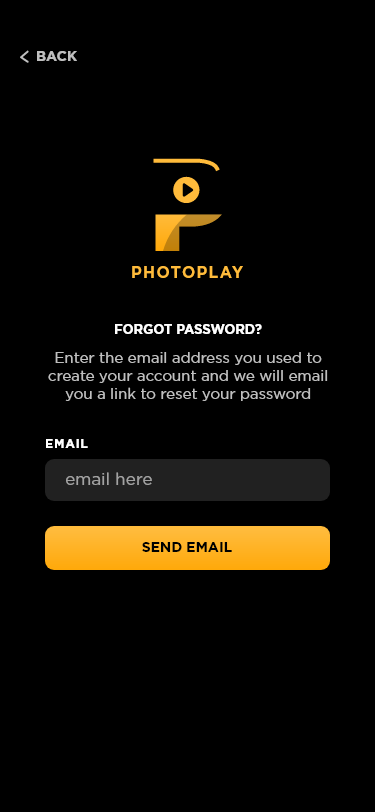 BACK
PHOTOPLAY
FORGOT PASSWORD?
Enter the email address you used to
create your account and we will email
you a link to reset your password
EMAIL
email here
SEND EMAIL